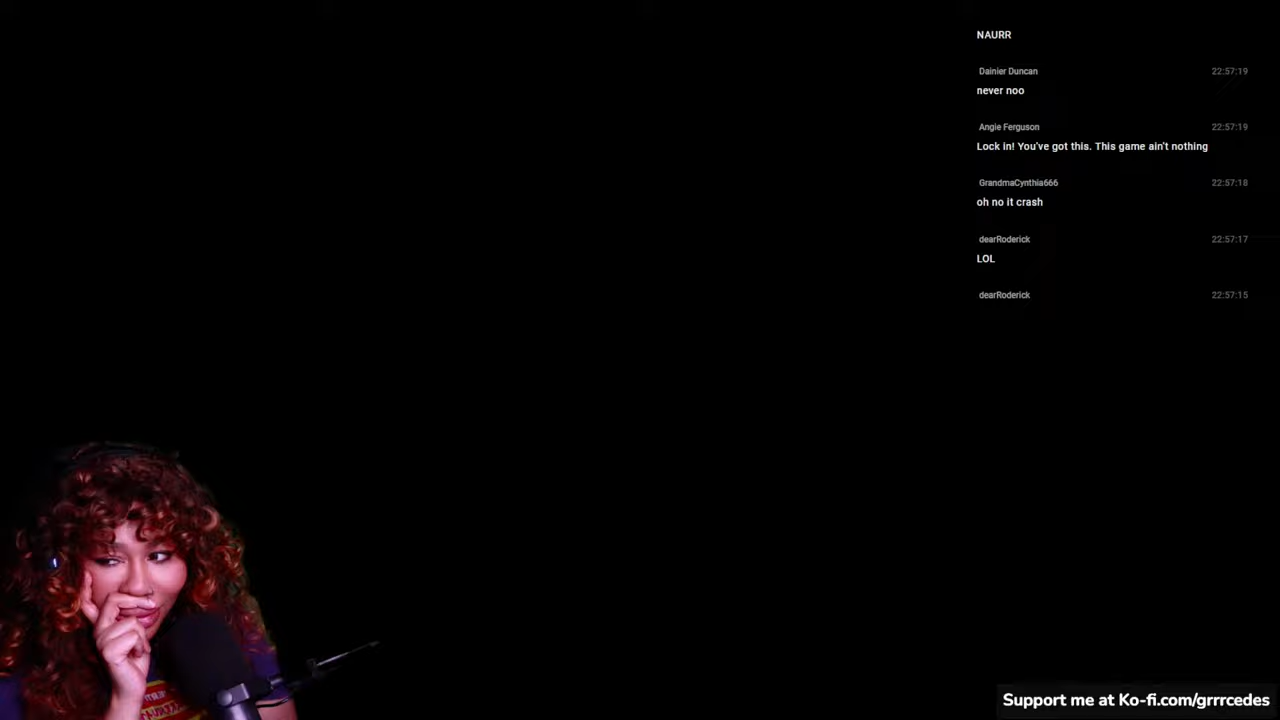 NAURR
Dainier Duncan 22:57:19
never noo
Angie Ferguson 22:57:19
Lock in! You've got this. This game ain't nothing
GrandmaCynthia666 22:57:18
oh no it crash
dearRoderick 22:57:17
LOL
dearRoderick 22:57:15
Support me at Ko-fi.com/grrrcedes